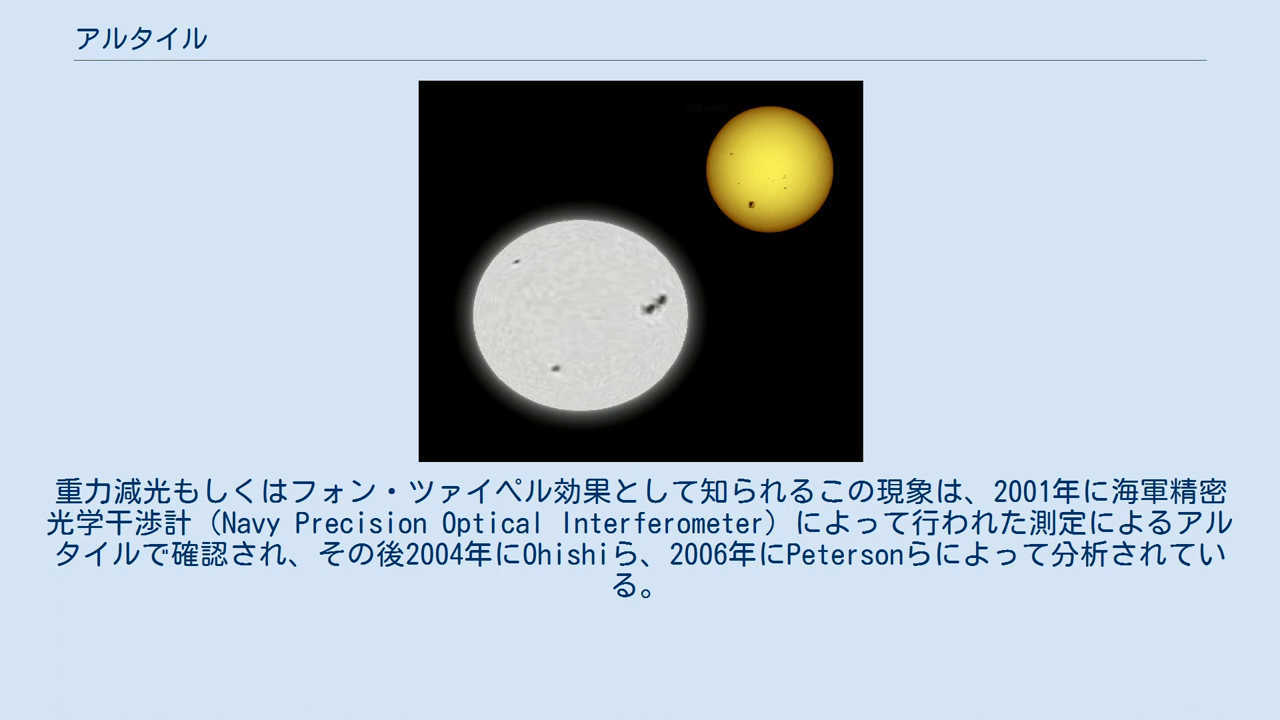 アルタイル
重力減光もしくはフォン・ツァイペル効果として知られるこの現象は、2001年に海軍精密
光学干渉計（Navy Precision Optical Interferometer）によって行われた測定によるアル
タイルで確認され、その後2004年にOhishiら、2006年にPetersonらによって分析されてい
る。